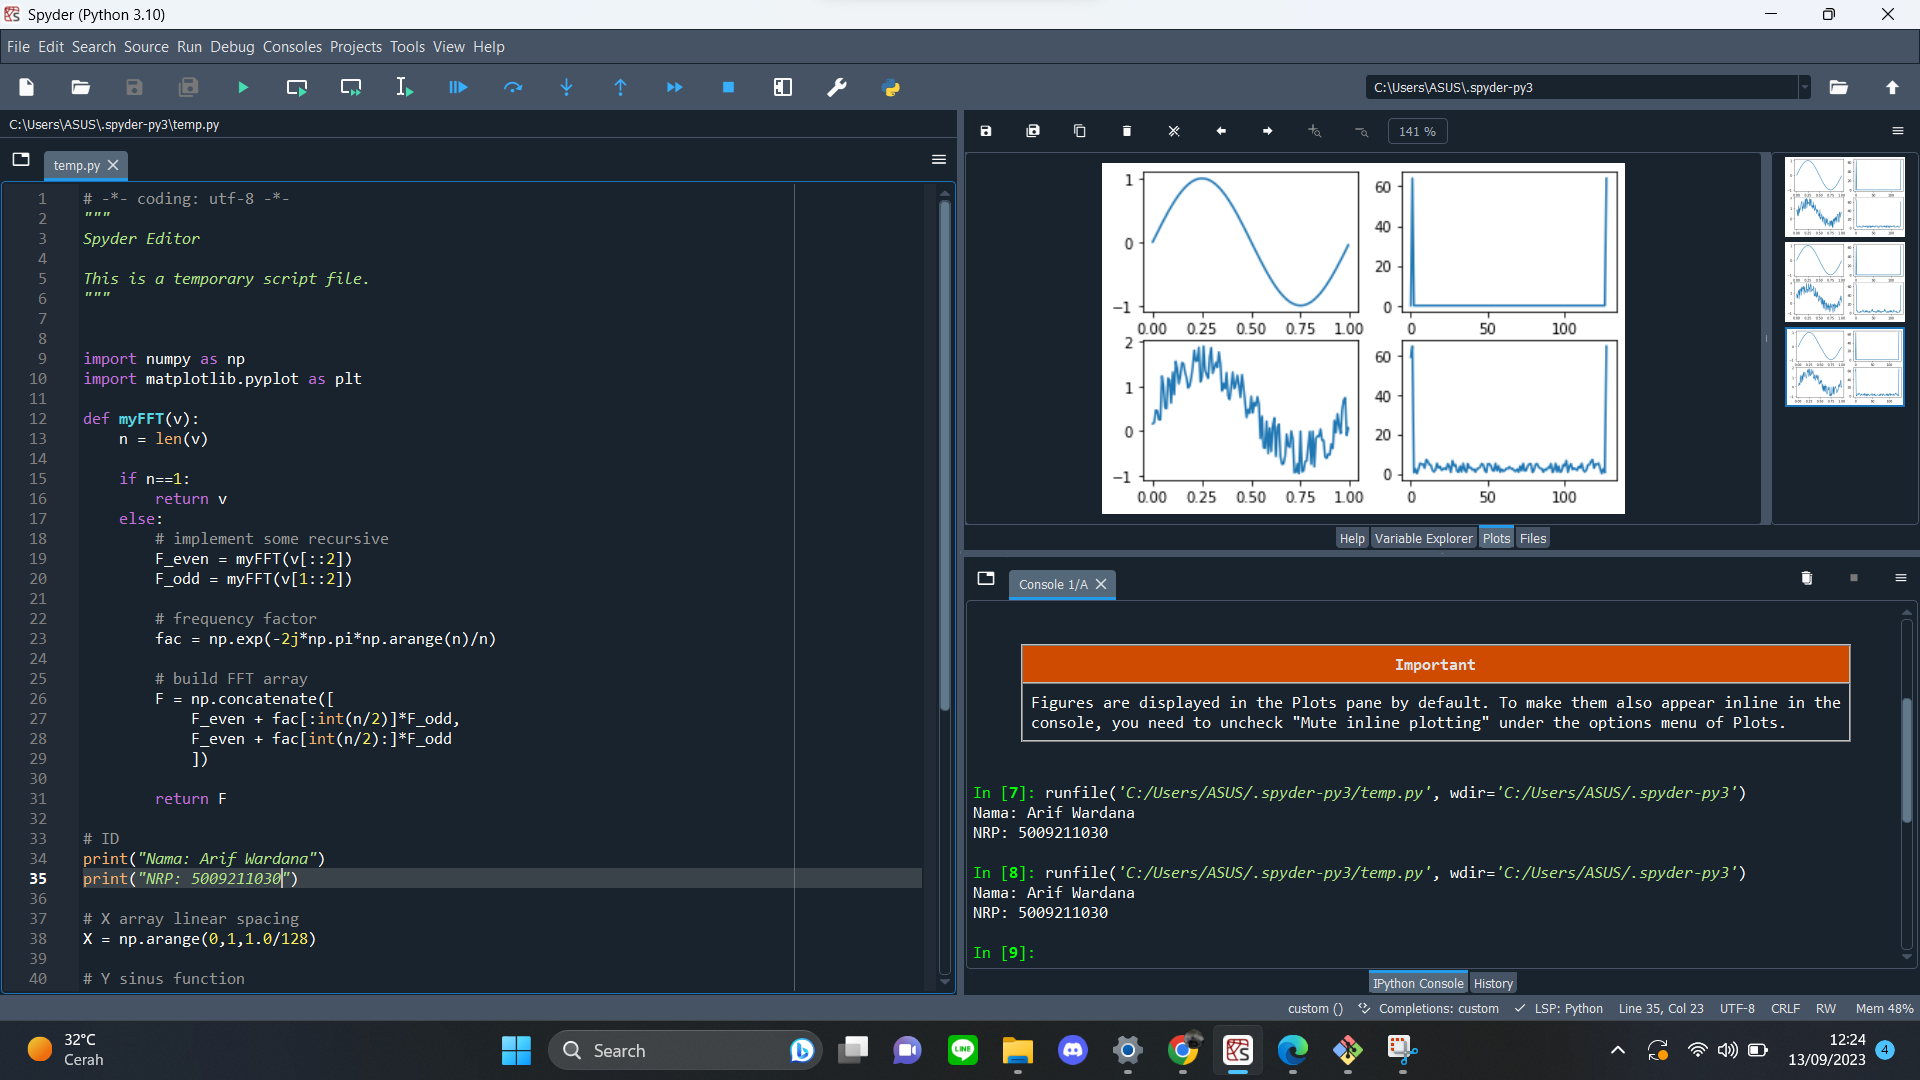 Spyder (Python 3.10)
File Edit Search Source Run Debug Consoles Projects Tools View Help
C:\Users\ASUS\.spyder-py3
C:\Users\ASUS\.spyder-py3\temp.py
temp.py
1 # -*- coding: utf-8 -*-
2 """
3 Spyder Editor
4
5 This is a temporary script file.
6 """
7
8
9 import numpy as np
10 import matplotlib.pyplot as plt
11
12 def myFFT(v):
13 n = len(v)
14
15 if n==1:
16 return v
17 else:
18 # implement some recursive
19 F_even = myFFT(v[::2])
20 F_odd = myFFT(v[1::2])
21
22 # frequency factor
23 fac = np.exp(-2j*np.pi*np.arange(n)/n)
24
25 # build FFT array
26 F = np.concatenate([
27 F_even + fac[:int(n/2)]*F_odd,
28 F_even + fac[int(n/2):]*F_odd
29 ])
30
31 return F
32
33 # ID
34 print("Nama: Arif Wardana")
35 print("NRP: 5009211030")
36
37 # X array linear spacing
38 X = np.arange(0,1,1.0/128)
39
40 # Y sinus function
141 %
1
0
−1
0.00 0.25 0.50 0.75 1.00
60
40
20
0
0 50 100
2
1
0
−1
0.00 0.25 0.50 0.75 1.00
60
40
20
0
0 50 100
Help Variable Explorer Plots Files
Console 1/A
Important
Figures are displayed in the Plots pane by default. To make them also appear inline in the
console, you need to uncheck "Mute inline plotting" under the options menu of Plots.
In [7]: runfile('C:/Users/ASUS/.spyder-py3/temp.py', wdir='C:/Users/ASUS/.spyder-py3')
Nama: Arif Wardana
NRP: 5009211030
In [8]: runfile('C:/Users/ASUS/.spyder-py3/temp.py', wdir='C:/Users/ASUS/.spyder-py3')
Nama: Arif Wardana
NRP: 5009211030
In [9]:
IPython Console History
custom () Completions: custom LSP: Python Line 35, Col 23 UTF-8 CRLF RW Mem 48%
32°C
Cerah
Search
LINE
12:24
13/09/2023
4